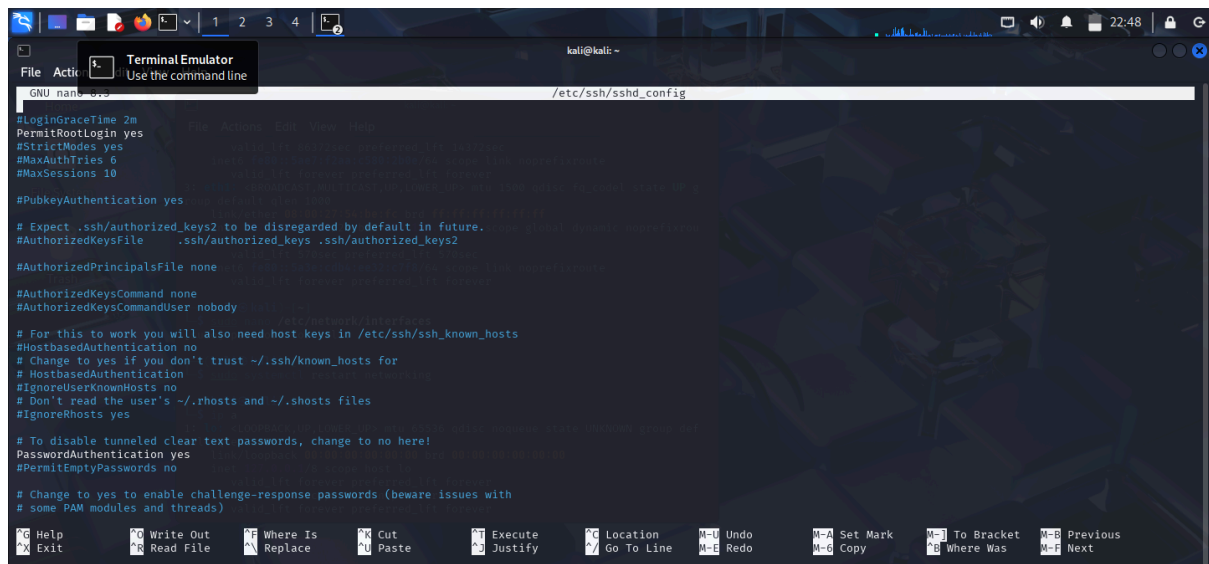 1 2 3 4 2 22:48
kali@kali: ~
Terminal Emulator
Use the command line
File Action
GNU nano 8.3 /etc/ssh/sshd_config
#LoginGraceTime 2m
PermitRootLogin yes
#StrictModes yes
#MaxAuthTries 6
#MaxSessions 10
#PubkeyAuthentication yes
# Expect .ssh/authorized_keys2 to be disregarded by default in future.
#AuthorizedKeysFile .ssh/authorized_keys .ssh/authorized_keys2
#AuthorizedPrincipalsFile none
#AuthorizedKeysCommand none
#AuthorizedKeysCommandUser nobody
# For this to work you will also need host keys in /etc/ssh/ssh_known_hosts
#HostbasedAuthentication no
# Change to yes if you don't trust ~/.ssh/known_hosts for
# HostbasedAuthentication
#IgnoreUserKnownHosts no
# Don't read the user's ~/.rhosts and ~/.shosts files
#IgnoreRhosts yes
# To disable tunneled clear text passwords, change to no here!
PasswordAuthentication yes
#PermitEmptyPasswords no
# Change to yes to enable challenge-response passwords (beware issues with
# some PAM modules and threads)
^G Help ^O Write Out ^F Where Is ^K Cut ^T Execute ^C Location M-U Undo M-A Set Mark M-] To Bracket M-B Previous
^X Exit ^R Read File ^\ Replace ^U Paste ^J Justify ^/ Go To Line M-E Redo M-6 Copy ^B Where Was M-F Next